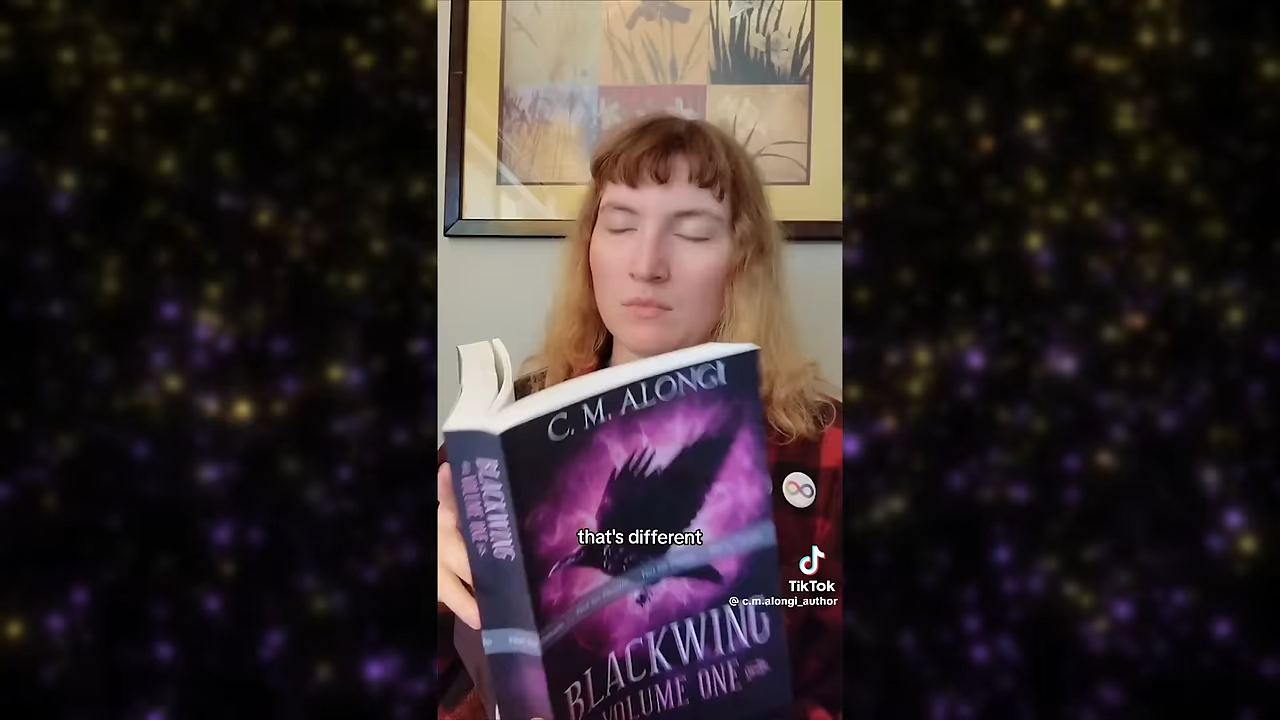 C. M. ALONGI
BLACKWING
VOLUME ONE
that's different
BLACKWING
VOLUME ONE
TikTok
@ c.m.alongi_author